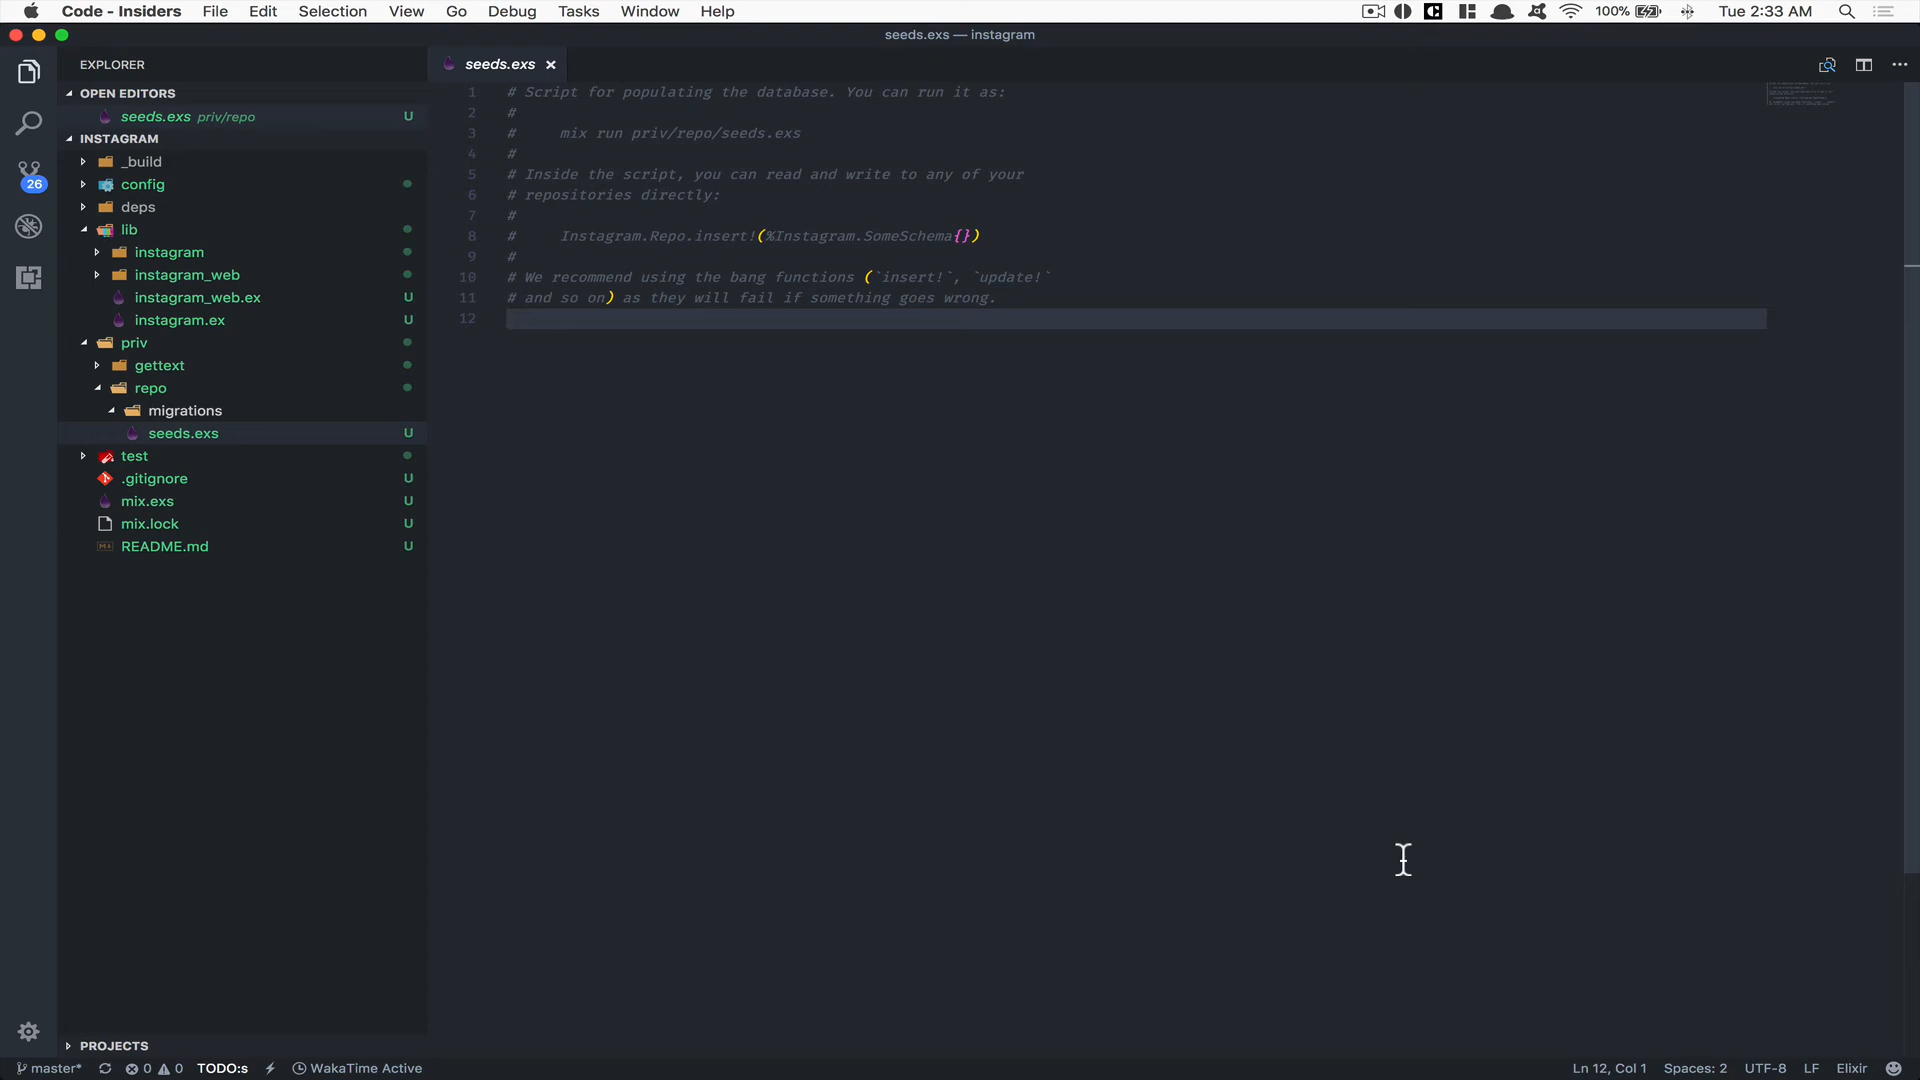 Code - Insiders File Edit Selection View Go Debug Tasks Window Help 100% Tue 2:33 AM
seeds.exs — instagram
EXPLORER
seeds.exs
OPEN EDITORS
seeds.exs priv/repo U
INSTAGRAM
_build
config
deps
lib
instagram
instagram_web
instagram_web.ex U
instagram.ex U
priv
gettext
repo
migrations
seeds.exs U
test
.gitignore U
mix.exs U
mix.lock U
README.md U
26
1 # Script for populating the database. You can run it as:
2 #
3 #     mix run priv/repo/seeds.exs
4 #
5 # Inside the script, you can read and write to any of your
6 # repositories directly:
7 #
8 #     Instagram.Repo.insert!(%Instagram.SomeSchema{})
9 #
10 # We recommend using the bang functions (`insert!`, `update!`
11 # and so on) as they will fail if something goes wrong.
12
PROJECTS
master* 0 0 TODO:s WakaTime Active Ln 12, Col 1 Spaces: 2 UTF-8 LF Elixir